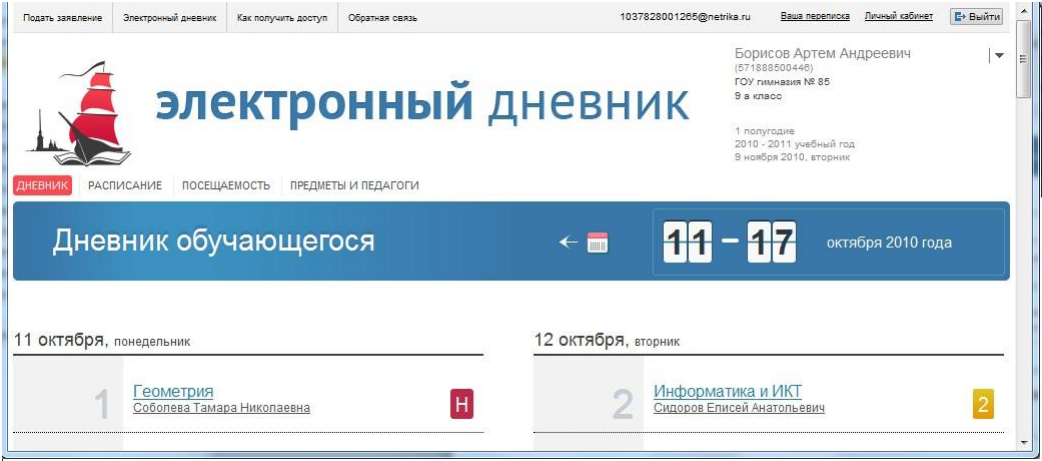 Подать заявление Электронный дневник Как получить доступ Обратная связь 1037828001265@netrika.ru Ваша переписка Личный кабинет Выйти
Борисов Артем Андреевич
(571888500446)
ГОУ гимназия № 85
9 а класс
электронный дневник
1 полугодие
2010 - 2011 учебный год
9 ноября 2010, вторник
ДНЕВНИК РАСПИСАНИЕ ПОСЕЩАЕМОСТЬ ПРЕДМЕТЫ И ПЕДАГОГИ
Дневник обучающегося 11 – 17 октября 2010 года
11 октября, понедельник
1 Геометрия Н
Соболева Тамара Николаевна
12 октября, вторник
2 Информатика и ИКТ 2
Сидоров Елисей Анатольевич